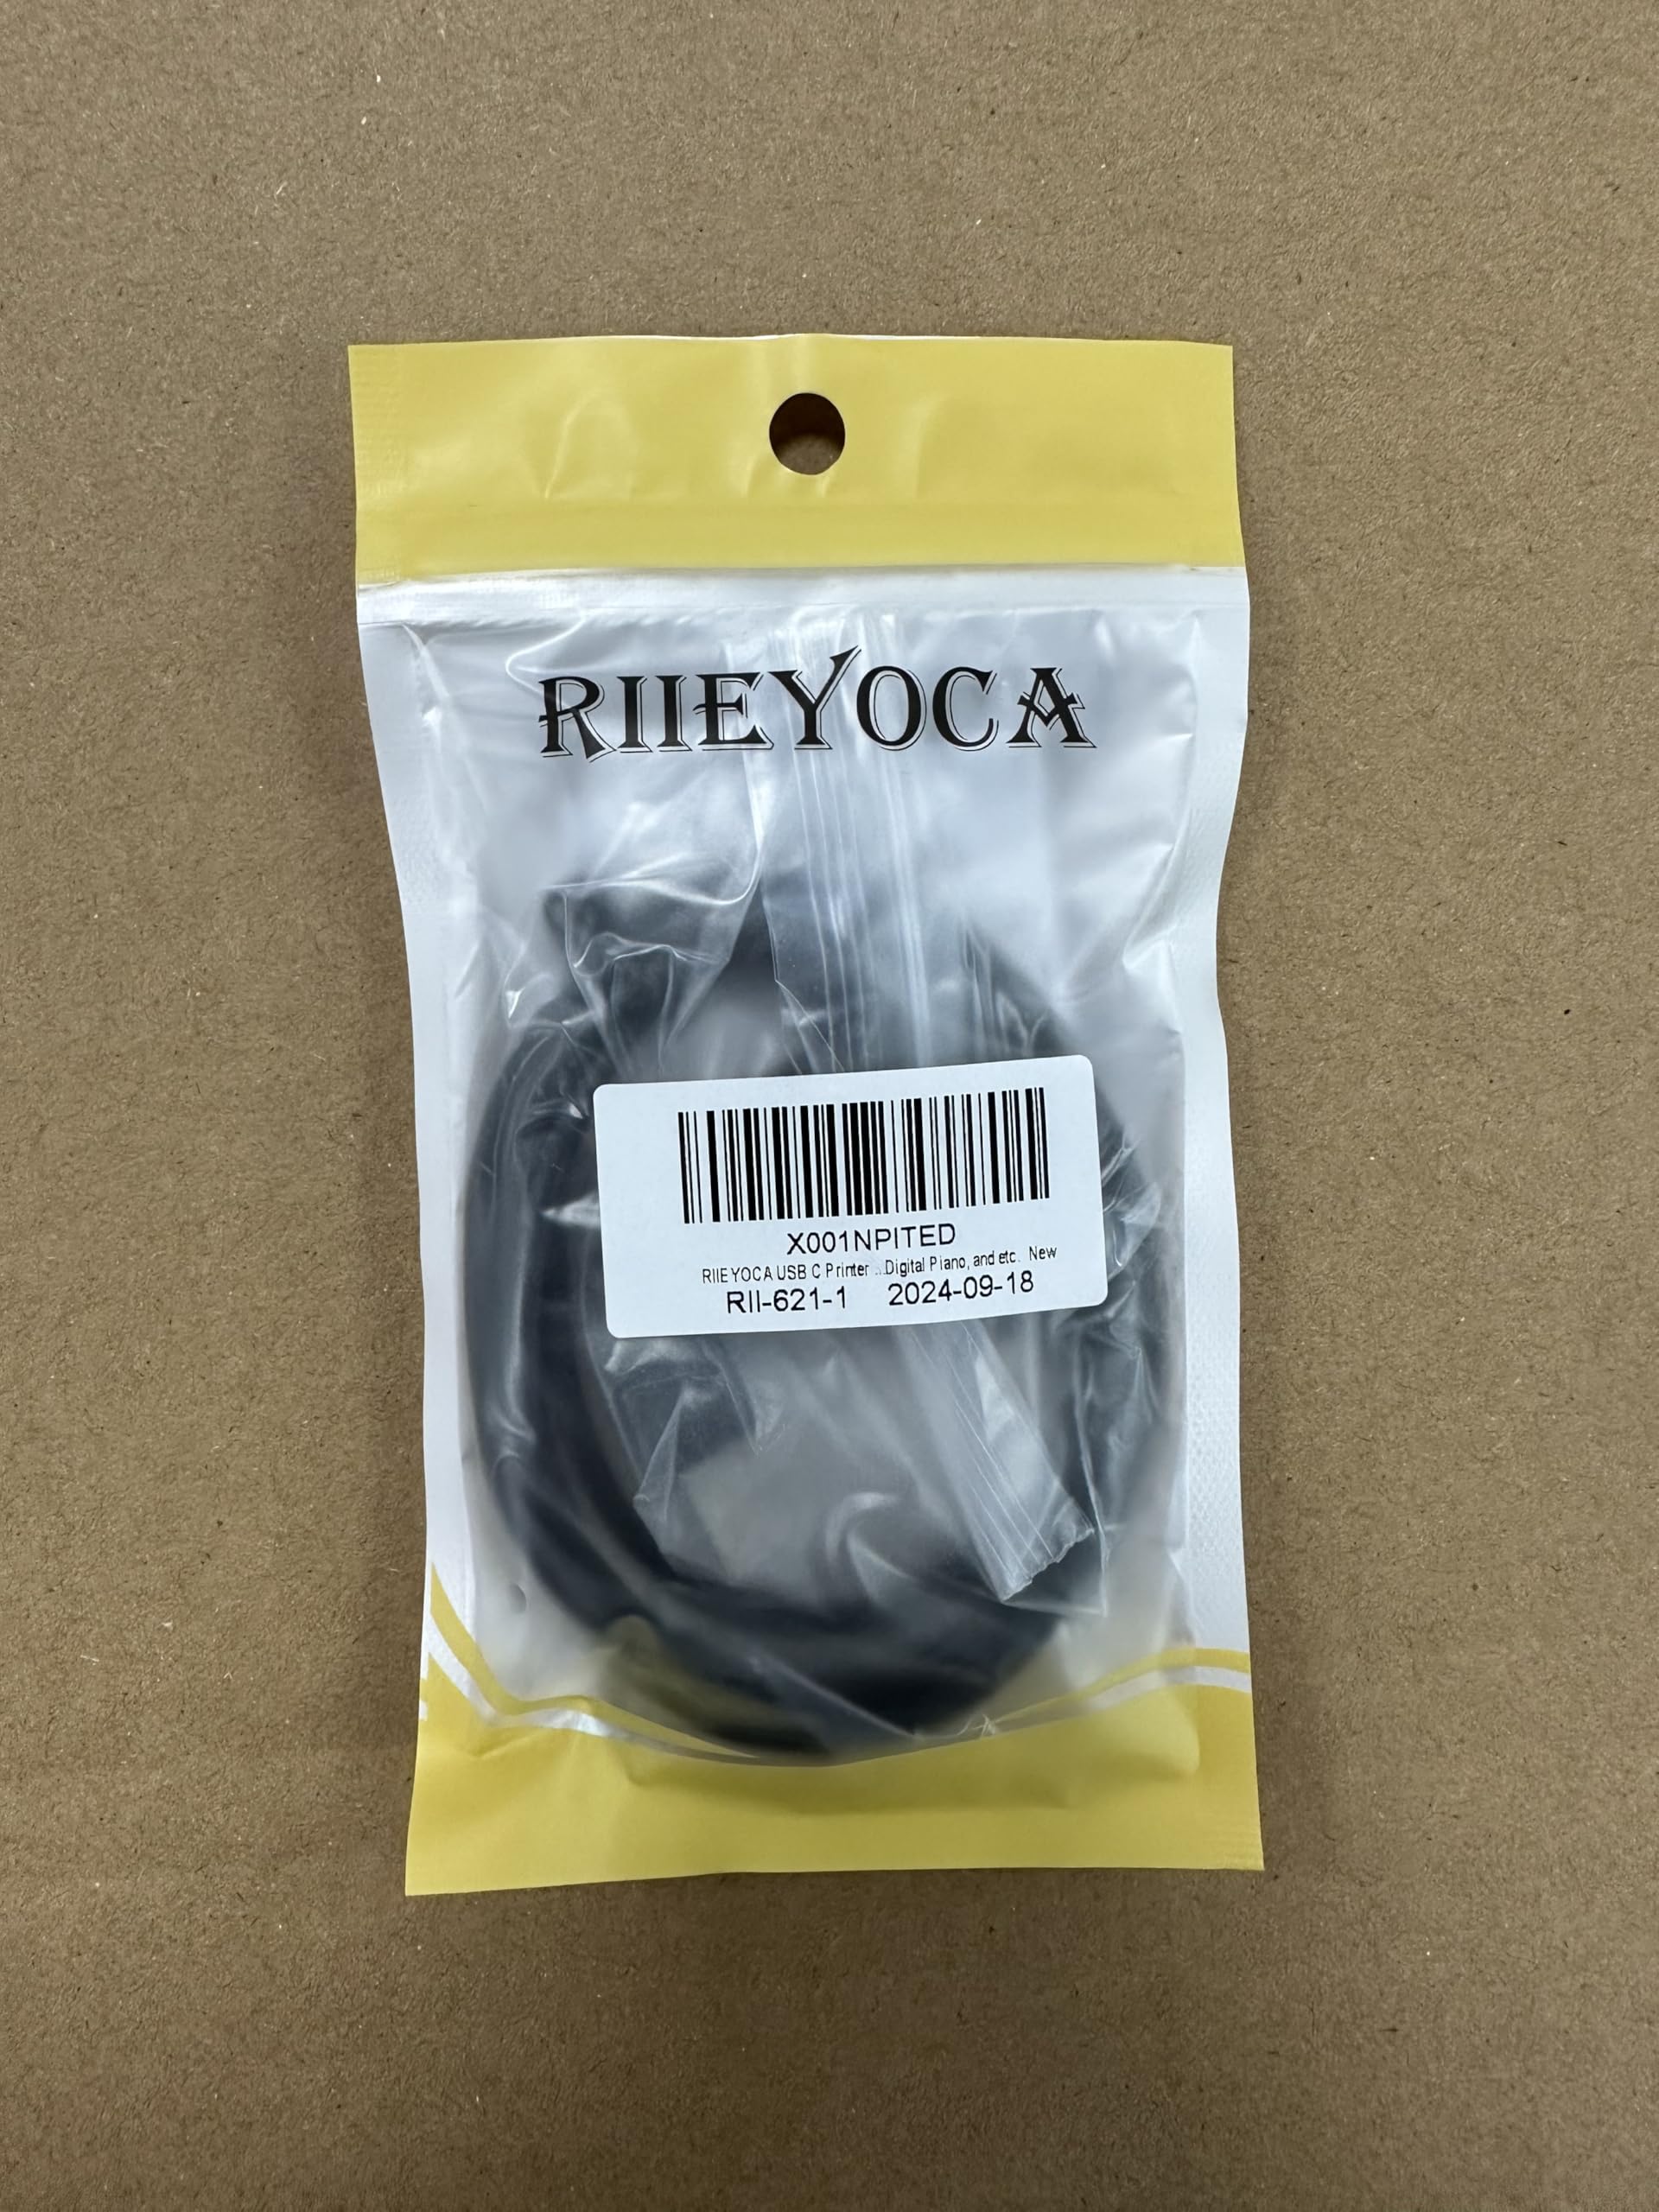 RIIEYOCA
X001NPITED
RIIEYOCA USB C Printer ...Digital Piano, and etc. New
RII-621-1 2024-09-18